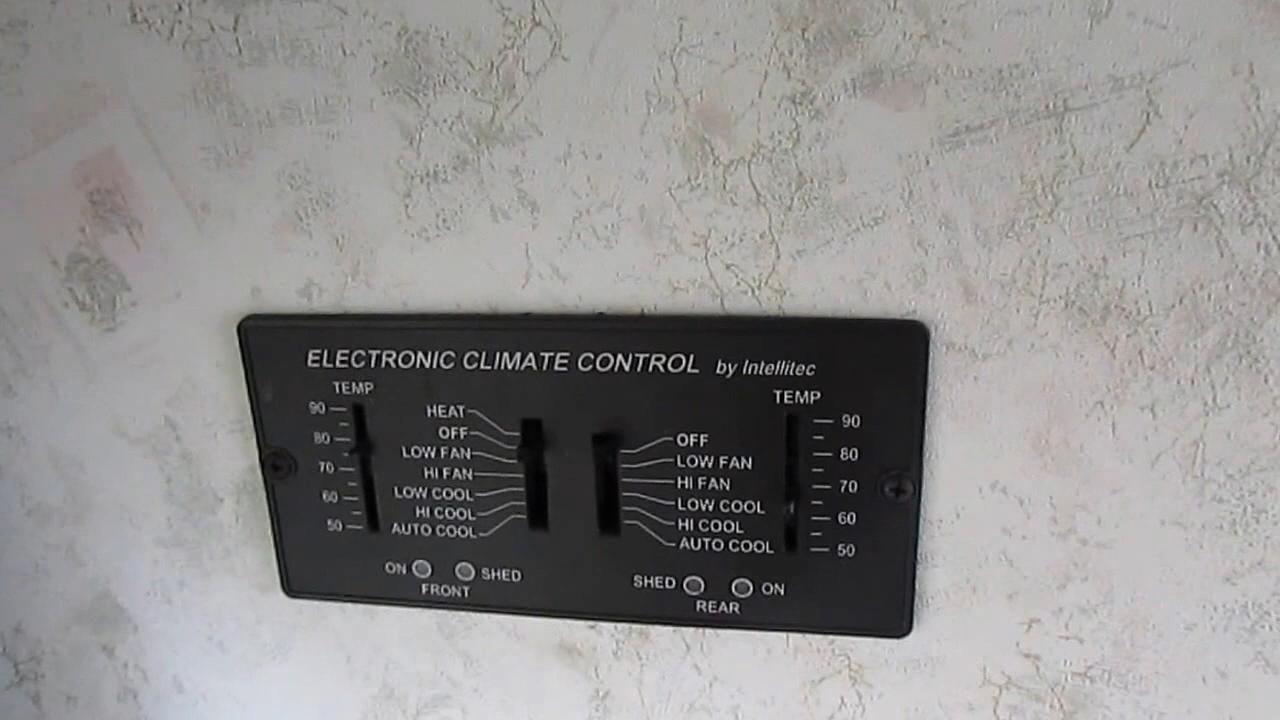 ELECTRONIC CLIMATE CONTROL by Intellitec
TEMP
90
80
70
60
50
HEAT
OFF
LOW FAN
HI FAN
LOW COOL
HI COOL
AUTO COOL
ON SHED
FRONT
OFF
LOW FAN
HI FAN
LOW COOL
HI COOL
AUTO COOL
SHED ON
REAR
TEMP
90
80
70
60
50